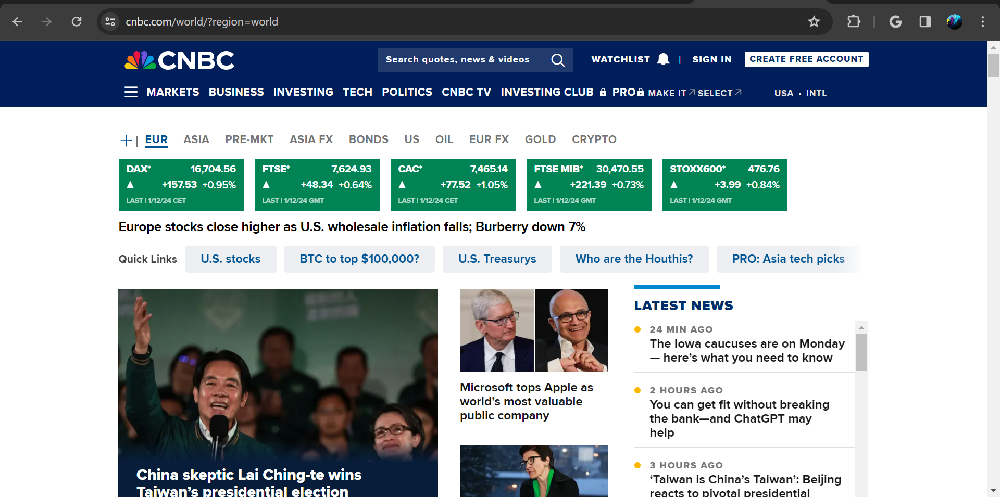 cnbc.com/world/?region=world
CNBC
Search quotes, news & videos
WATCHLIST | SIGN IN CREATE FREE ACCOUNT
MARKETS BUSINESS INVESTING TECH POLITICS CNBC TV INVESTING CLUB PRO MAKE IT SELECT USA • INTL
EUR ASIA PRE-MKT ASIA FX BONDS US OIL EUR FX GOLD CRYPTO
DAX* 16,704.56
+157.53 +0.95%
LAST | 1/12/24 CET
FTSE* 7,624.93
+48.34 +0.64%
LAST | 1/12/24 GMT
CAC* 7,465.14
+77.52 +1.05%
LAST | 1/12/24 CET
FTSE MIB* 30,470.55
+221.39 +0.73%
LAST | 1/12/24 GMT
STOXX600* 476.76
+3.99 +0.84%
LAST | 1/12/24 GMT
Europe stocks close higher as U.S. wholesale inflation falls; Burberry down 7%
Quick Links U.S. stocks BTC to top $100,000? U.S. Treasurys Who are the Houthis? PRO: Asia tech picks
China skeptic Lai Ching-te wins
Taiwan's presidential election
Microsoft tops Apple as
world's most valuable
public company
LATEST NEWS
24 MIN AGO
The Iowa caucuses are on Monday
— here's what you need to know
2 HOURS AGO
You can get fit without breaking
the bank—and ChatGPT may
help
3 HOURS AGO
‘Taiwan is China’s Taiwan’: Beijing
reacts to pivotal presidential